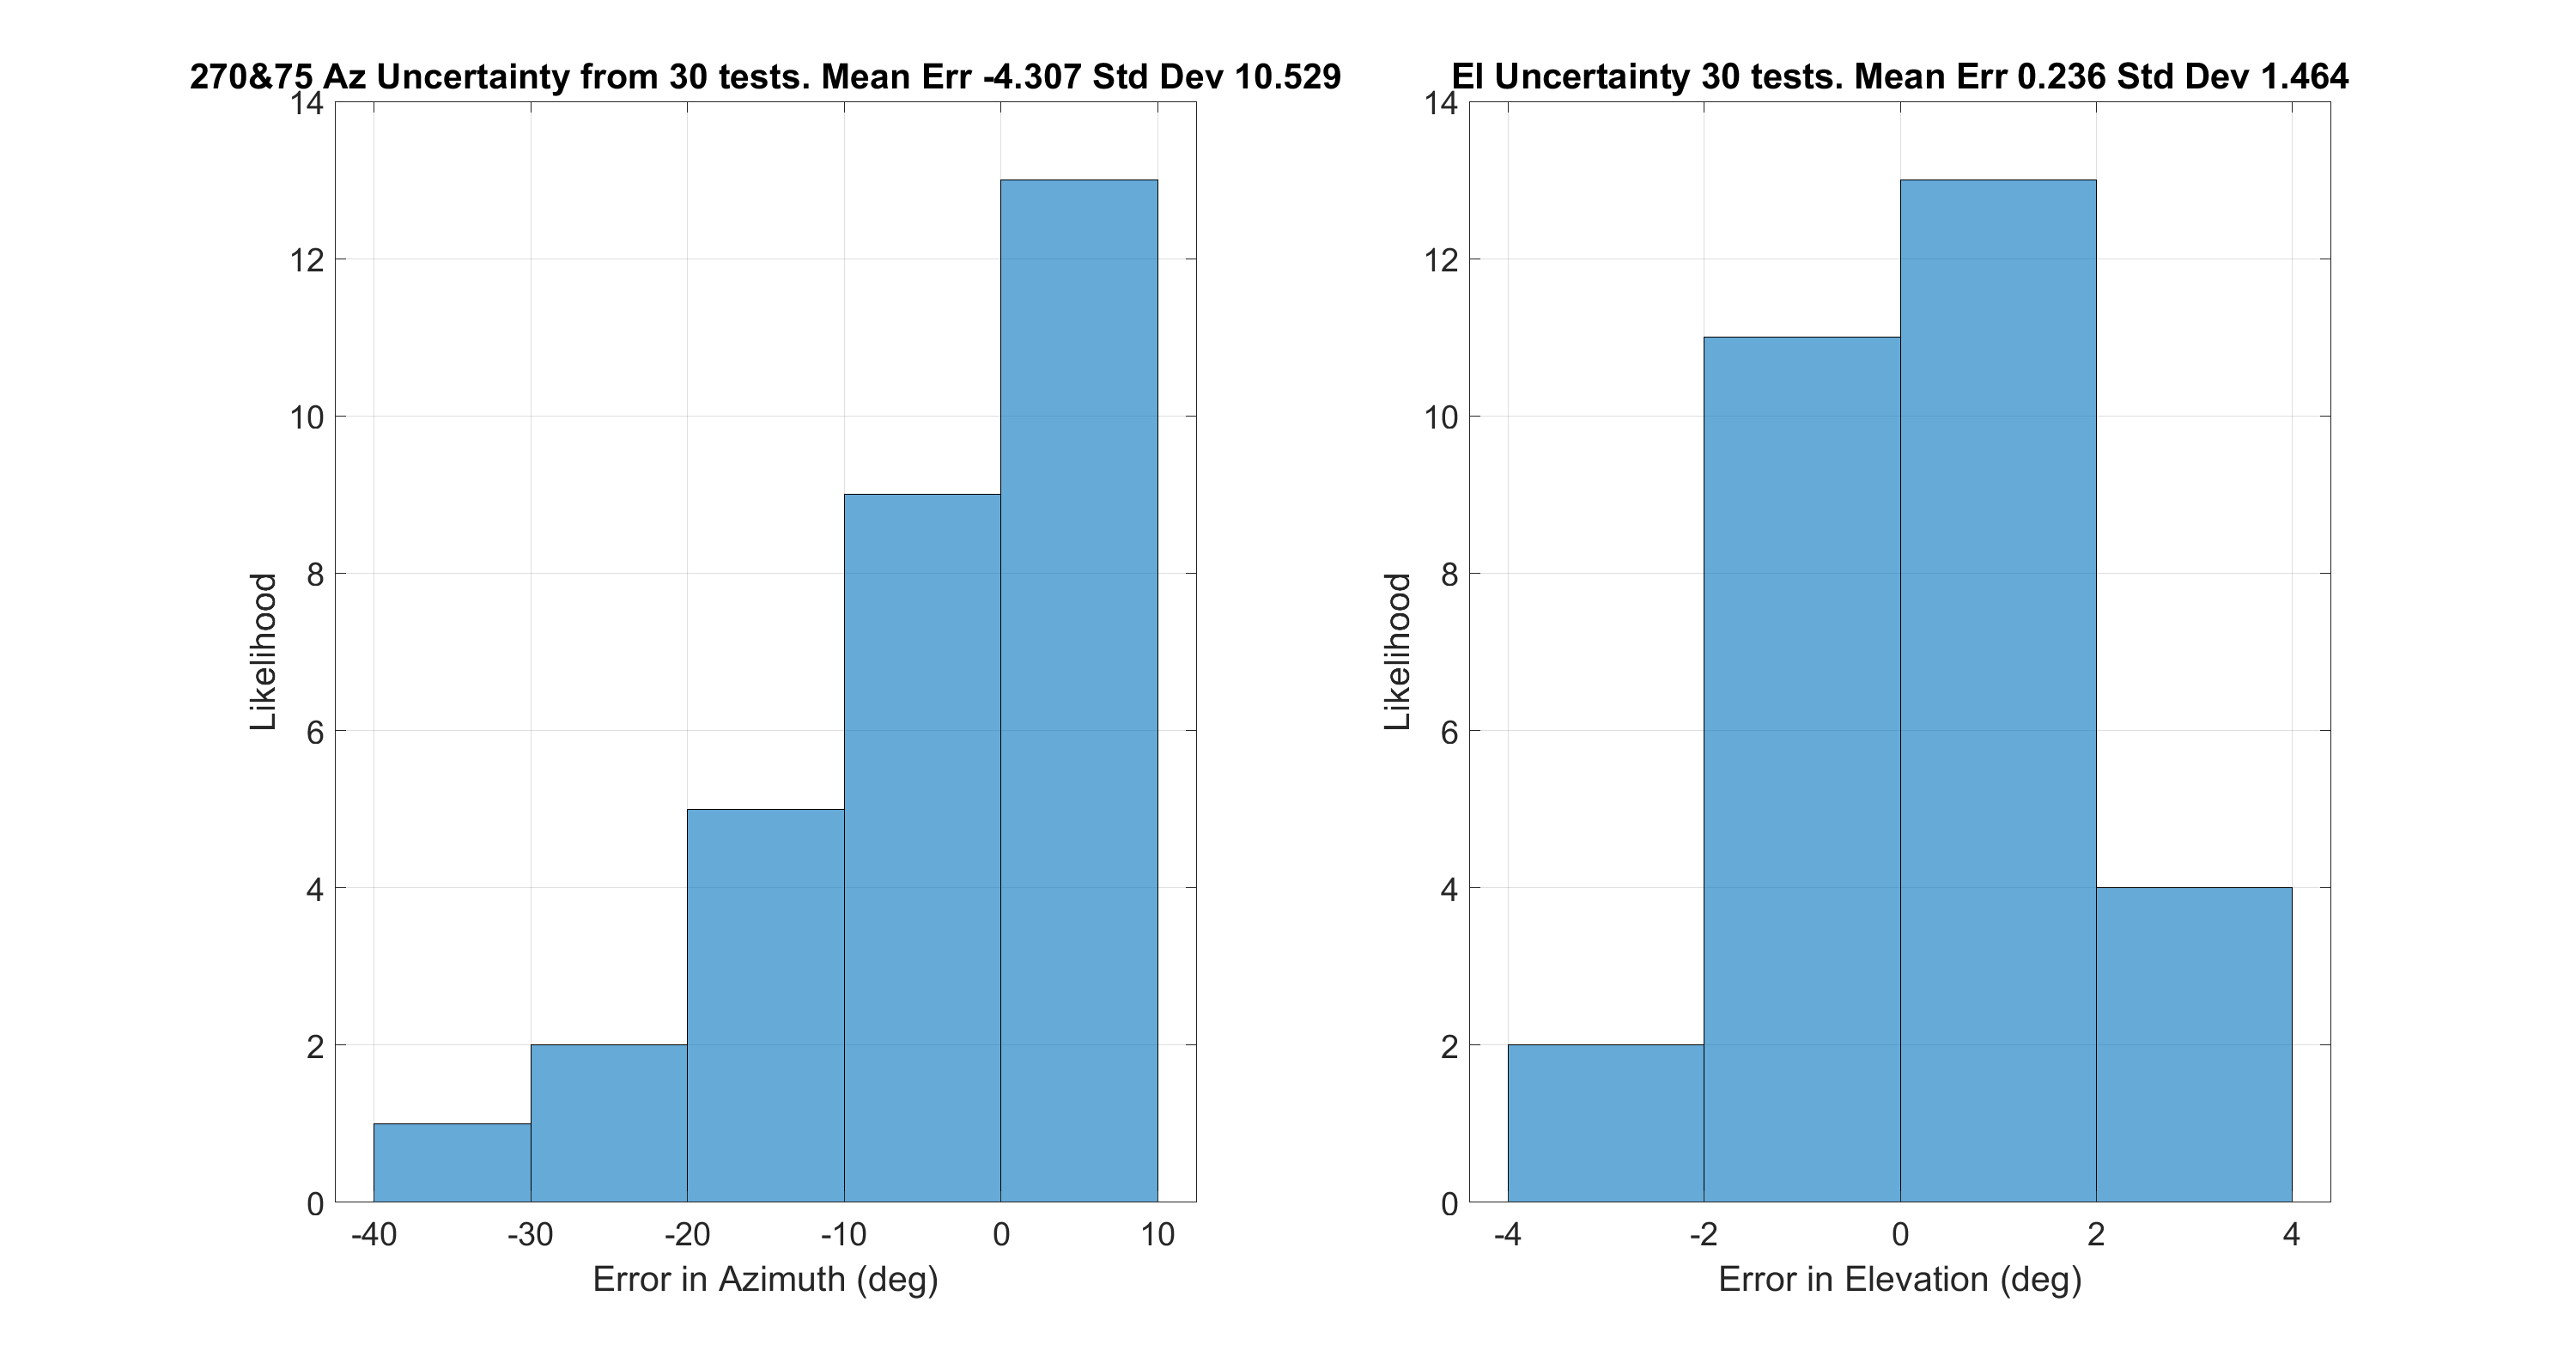 270&75 Az Uncertainty from 30 tests. Mean Err -4.307 Std Dev 10.529
14
12
10
8
6
4
2
0
Likelihood
-40 -30 -20 -10 0 10
Error in Azimuth (deg)
El Uncertainty 30 tests. Mean Err 0.236 Std Dev 1.464
14
12
10
8
6
4
2
0
Likelihood
-4 -2 0 2 4
Error in Elevation (deg)